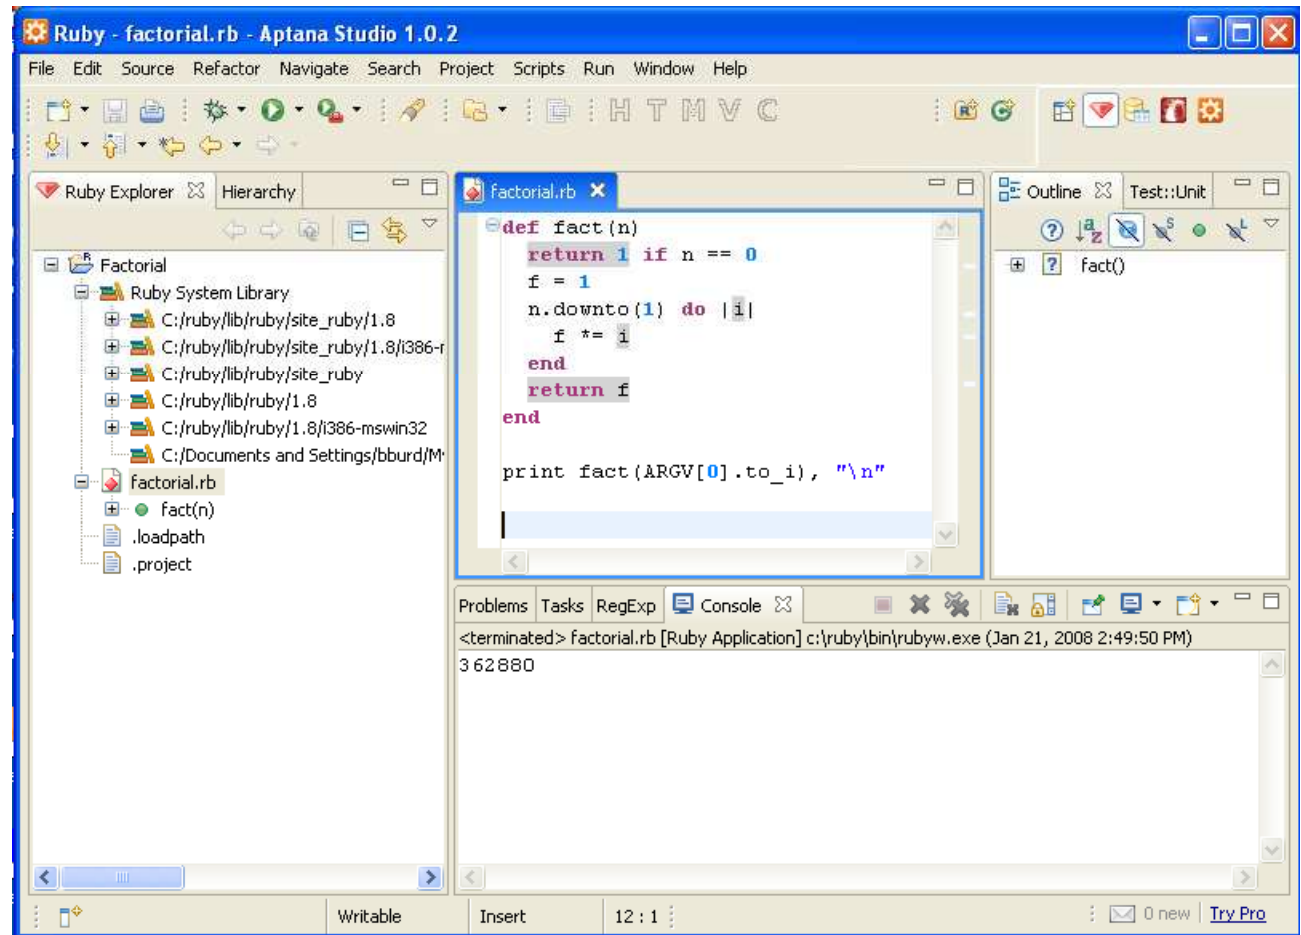 Ruby - factorial.rb - Aptana Studio 1.0.2
File Edit Source Refactor Navigate Search Project Scripts Run Window Help
H T M V C
Ruby Explorer Hierarchy
Factorial
Ruby System Library
C:/ruby/lib/ruby/site_ruby/1.8
C:/ruby/lib/ruby/site_ruby/1.8/i386-
C:/ruby/lib/ruby/site_ruby
C:/ruby/lib/ruby/1.8
C:/ruby/lib/ruby/1.8/i386-mswin32
C:/Documents and Settings/bburd/M
factorial.rb
fact(n)
.loadpath
.project
factorial.rb
def fact(n)
return 1 if n == 0
f = 1
n.downto(1) do |i|
f *= i
end
return f
end
print fact(ARGV[0].to_i), "\n"
Outline Test::Unit
fact()
Problems Tasks RegExp Console
<terminated> factorial.rb [Ruby Application] c:\ruby\bin\rubyw.exe (Jan 21, 2008 2:49:50 PM)
362880
Writable Insert 12 : 1 0 new Try Pro